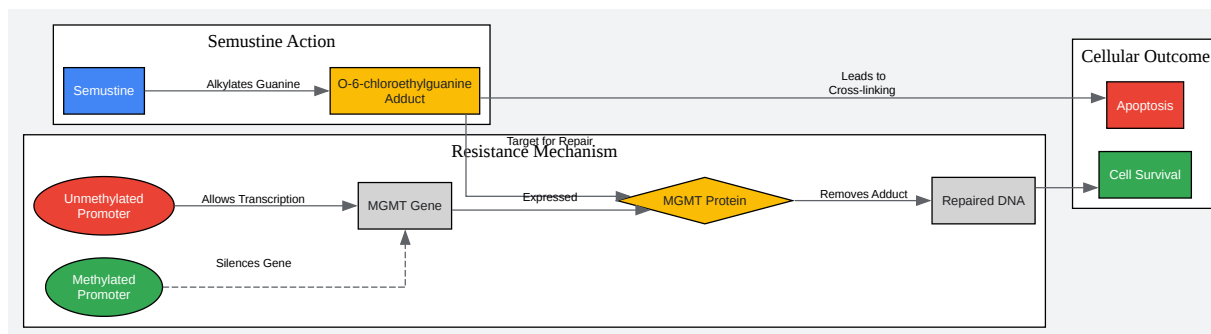 Semustine Action
Semustine
Alkylates Guanine
O-6-chloroethylguanine
Adduct
Leads to
Cross-linking
Cellular Outcome
Apoptosis
Cell Survival
Target for Repair
Resistance Mechanism
Unmethylated
Promoter
Allows Transcription
MGMT Gene
Expressed
MGMT Protein
Removes Adduct
Repaired DNA
Methylated
Promoter
Silences Gene